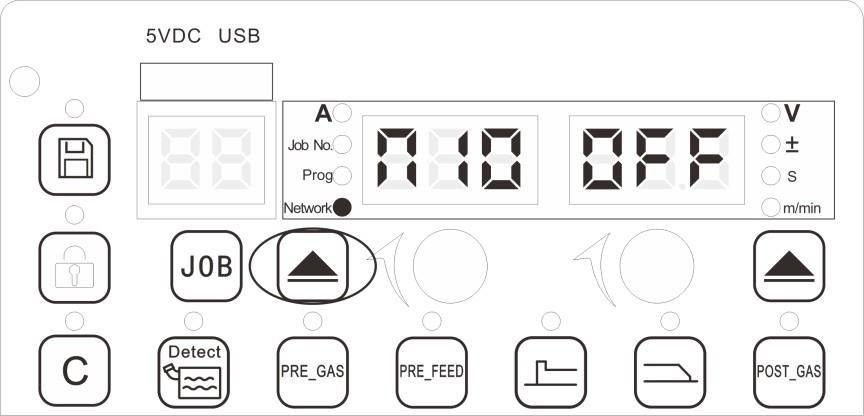 5VDC USB
A
V
Job No.
±
Prog
S
Network
m/min
n10 OFF
JOB
C
Detect
PRE_GAS
PRE_FEED
POST_GAS